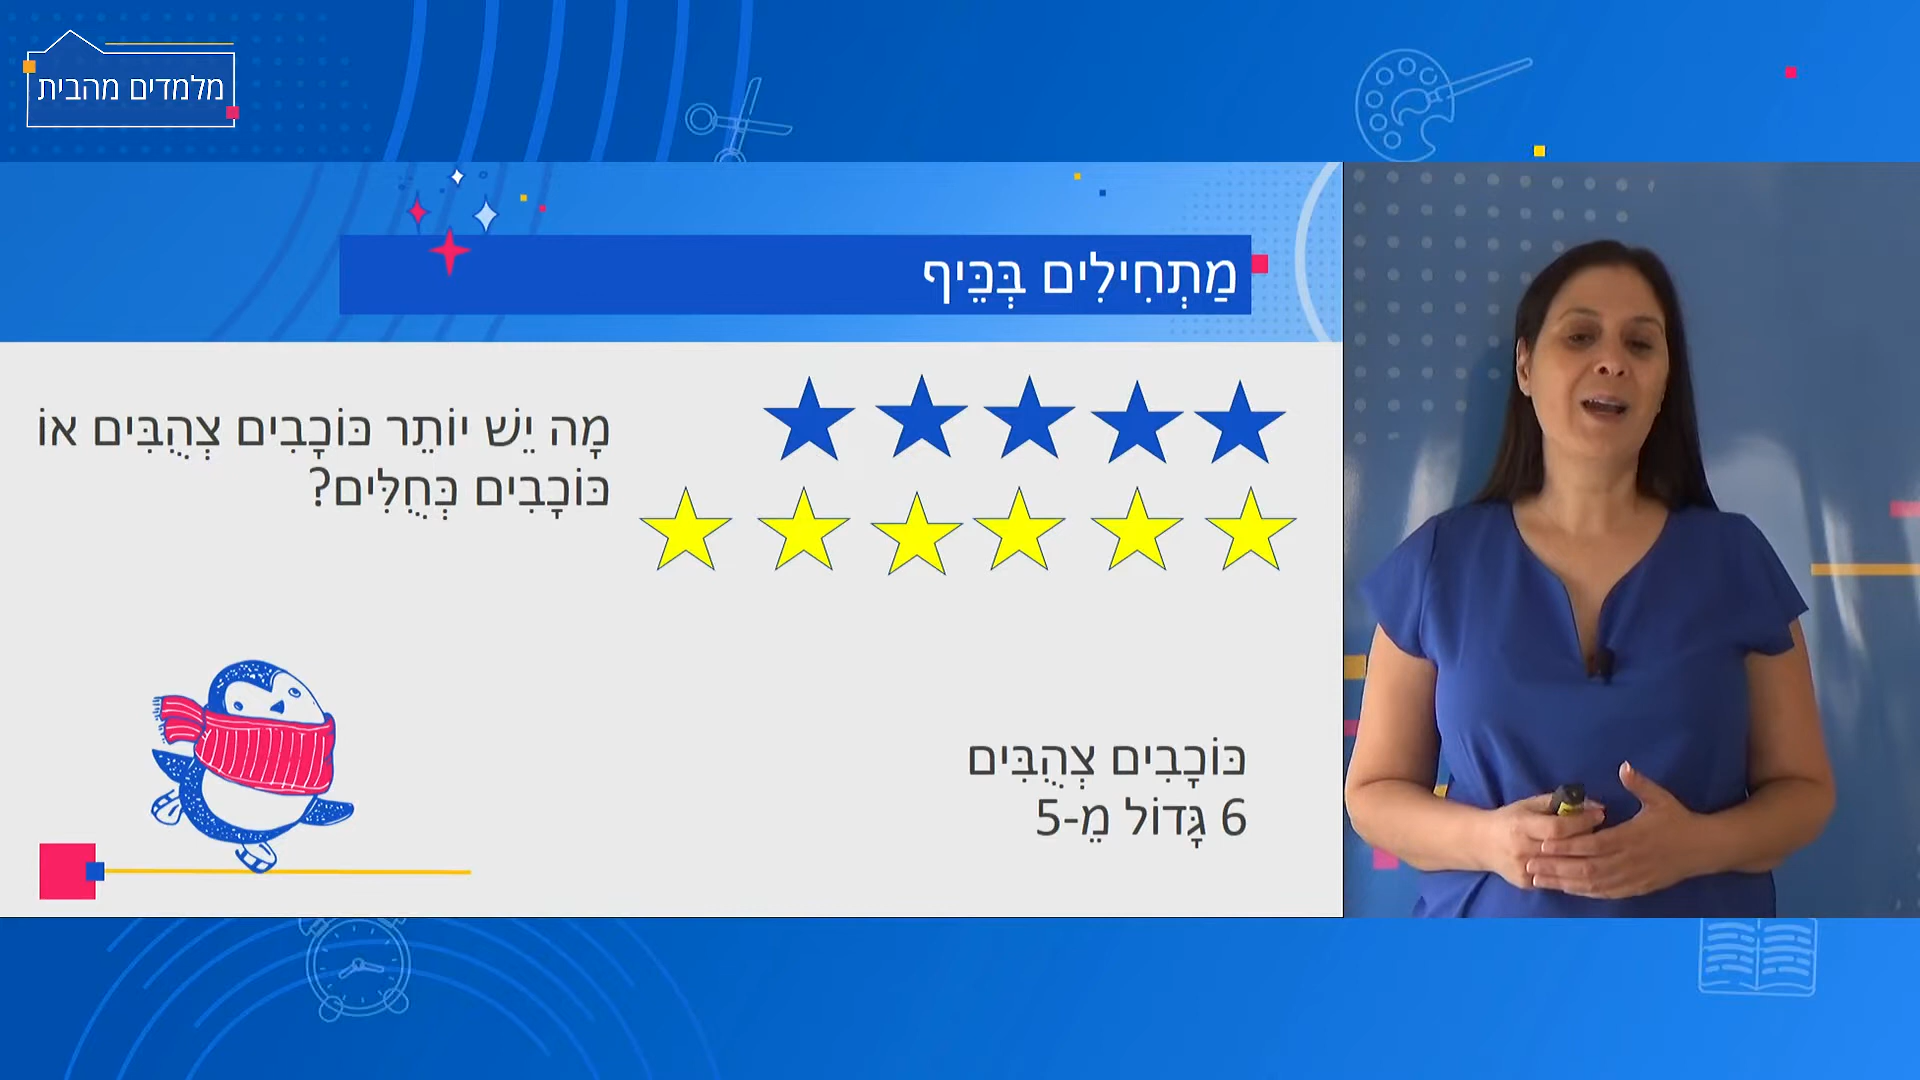 מלמדים מהבית
מַתְחִילִים בְּכֵּיף
מָה יֵשׁ יוֹתֵר כּוֹכָבִים צְהֻבִּים אוֹ
כּוֹכָבִים כְּחֻלִּים?
כּוֹכָבִים צְהֻבִּים
6 גָּדוֹל מֵ-5